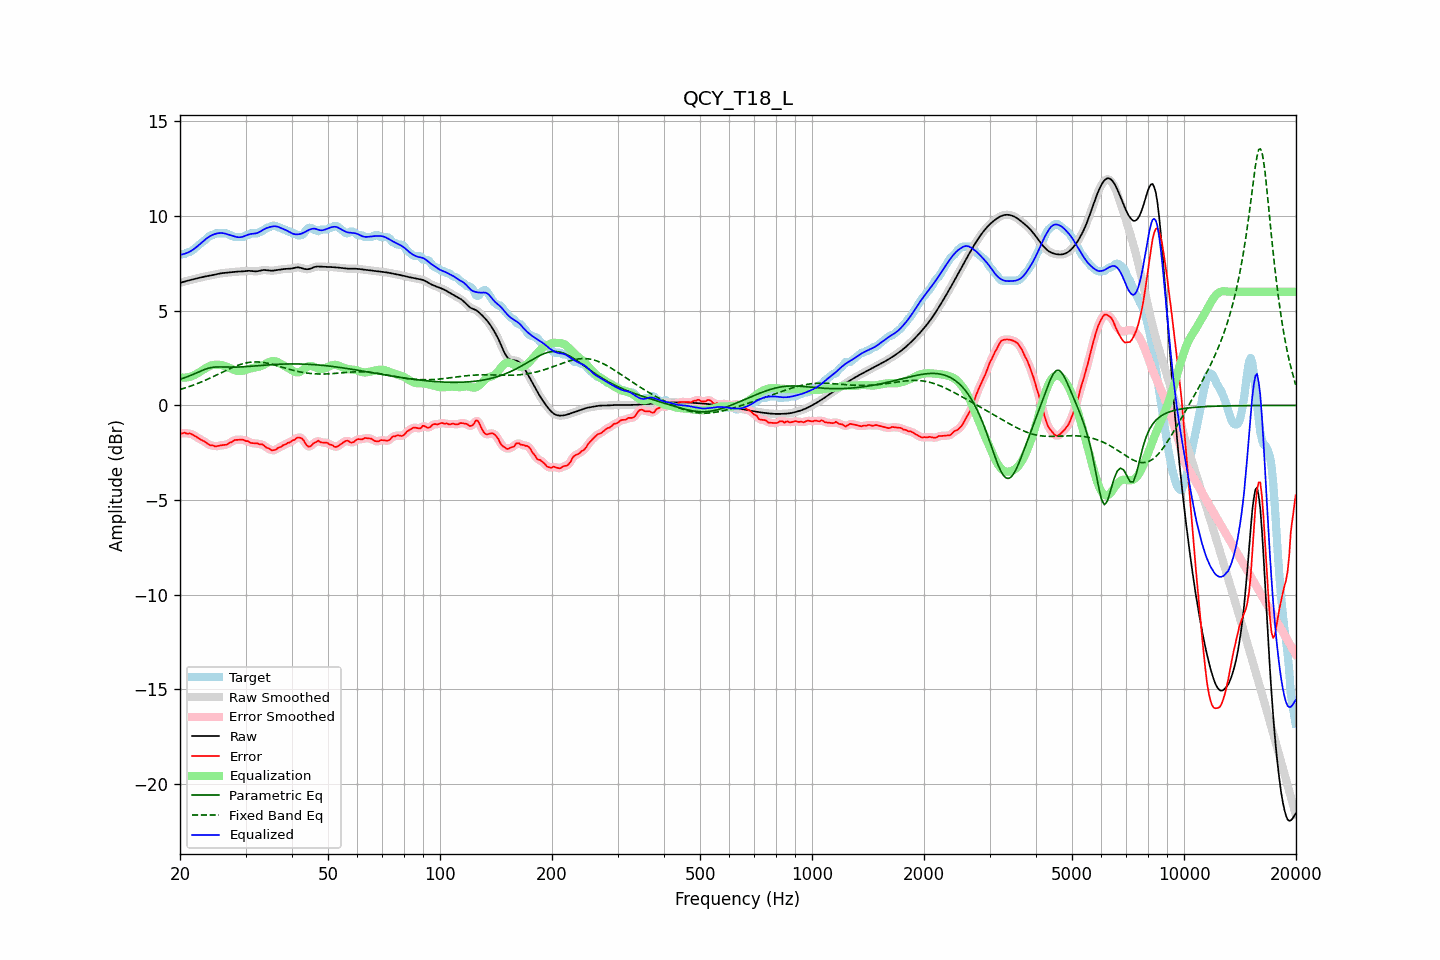 QCY_T18_L
Amplitude (dBr)
15
10
5
0
−5
−10
−15
−20
Target
Raw Smoothed
Error Smoothed
Raw
Error
Equalization
Parametric Eq
Fixed Band Eq
Equalized
20 50 100 200 500 1000 2000 5000 10000 20000
Frequency (Hz)